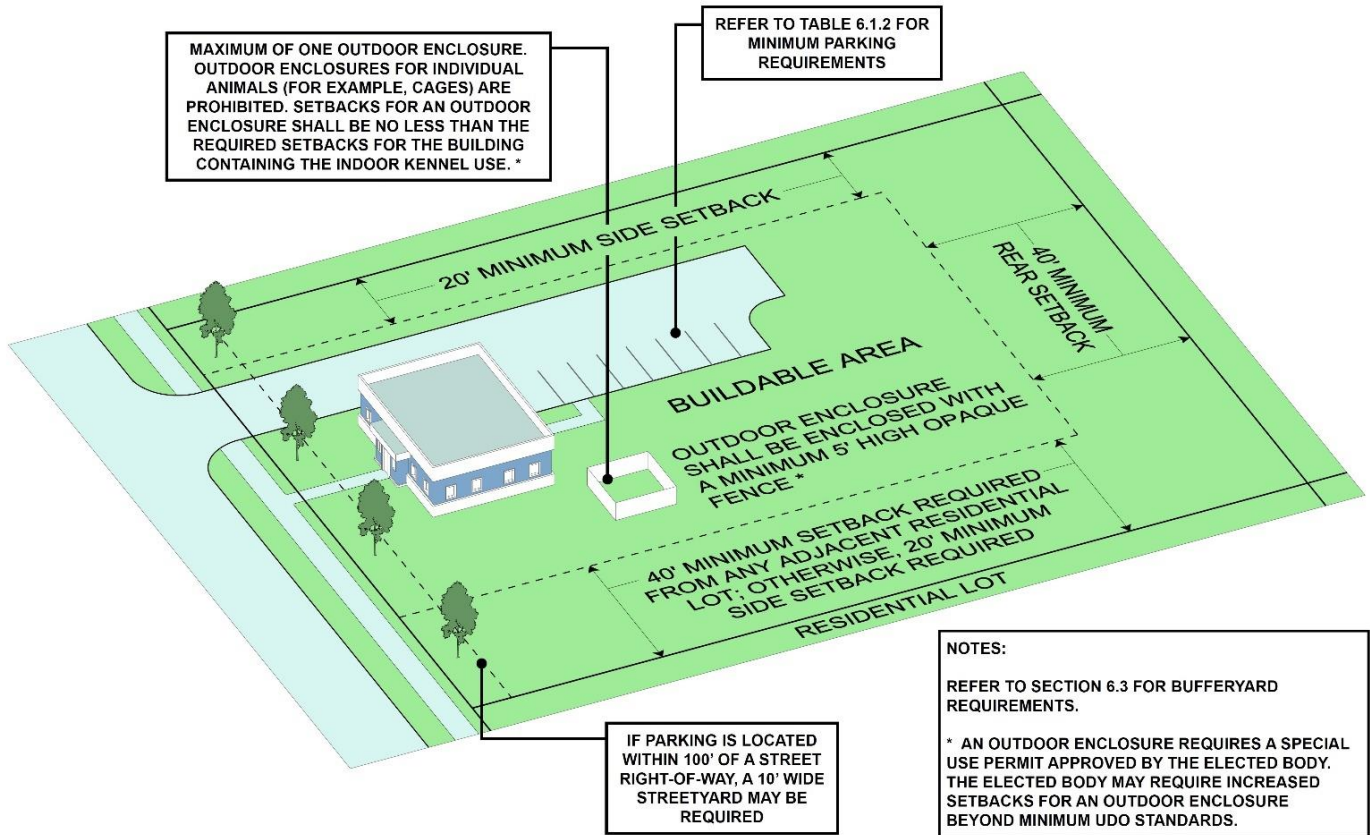 MAXIMUM OF ONE OUTDOOR ENCLOSURE.
OUTDOOR ENCLOSURES FOR INDIVIDUAL
ANIMALS (FOR EXAMPLE, CAGES) ARE
PROHIBITED. SETBACKS FOR AN OUTDOOR
ENCLOSURE SHALL BE NO LESS THAN THE
REQUIRED SETBACKS FOR THE BUILDING
CONTAINING THE INDOOR KENNEL USE. *
REFER TO TABLE 6.1.2 FOR
MINIMUM PARKING
REQUIREMENTS
20' MINIMUM SIDE SETBACK
40' MINIMUM
REAR SETBACK
BUILDABLE AREA
OUTDOOR ENCLOSURE
SHALL BE ENCLOSED WITH
A MINIMUM 5' HIGH OPAQUE
FENCE *
40' MINIMUM SETBACK REQUIRED
FROM ANY ADJACENT RESIDENTIAL
LOT; OTHERWISE, 20' MINIMUM
SIDE SETBACK REQUIRED
RESIDENTIAL LOT
IF PARKING IS LOCATED
WITHIN 100' OF A STREET
RIGHT-OF-WAY, A 10' WIDE
STREETYARD MAY BE
REQUIRED
NOTES:
REFER TO SECTION 6.3 FOR BUFFERYARD
REQUIREMENTS.
* AN OUTDOOR ENCLOSURE REQUIRES A SPECIAL
USE PERMIT APPROVED BY THE ELECTED BODY.
THE ELECTED BODY MAY REQUIRE INCREASED
SETBACKS FOR AN OUTDOOR ENCLOSURE
BEYOND MINIMUM UDO STANDARDS.